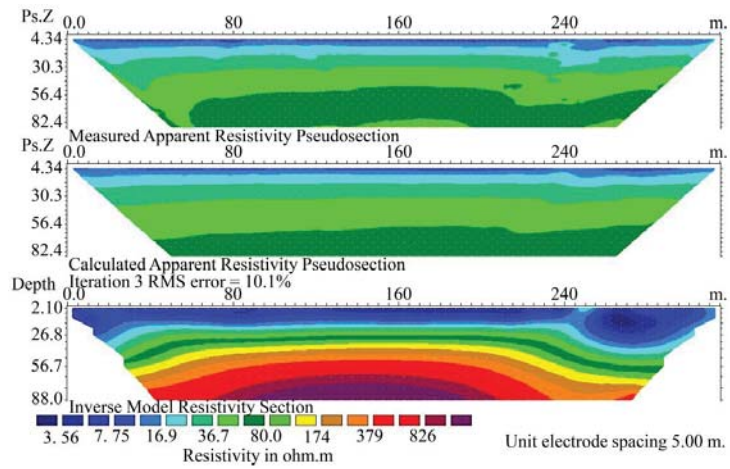 Ps.Z 0.0 80 160 240 m.
4.34
30.3
56.4
82.4
Measured Apparent Resistivity Pseudosection
Ps.Z 0.0 80 160 240 m.
4.34
30.3
56.4
82.4
Calculated Apparent Resistivity Pseudosection
Depth Iteration 3 RMS error = 10.1%
0.0 80 160 240 m.
2.10
26.8
56.7
88.0
Inverse Model Resistivity Section
3. 56 7. 75 16.9 36.7 80.0 174 379 826
Resistivity in ohm.m
Unit electrode spacing 5.00 m.